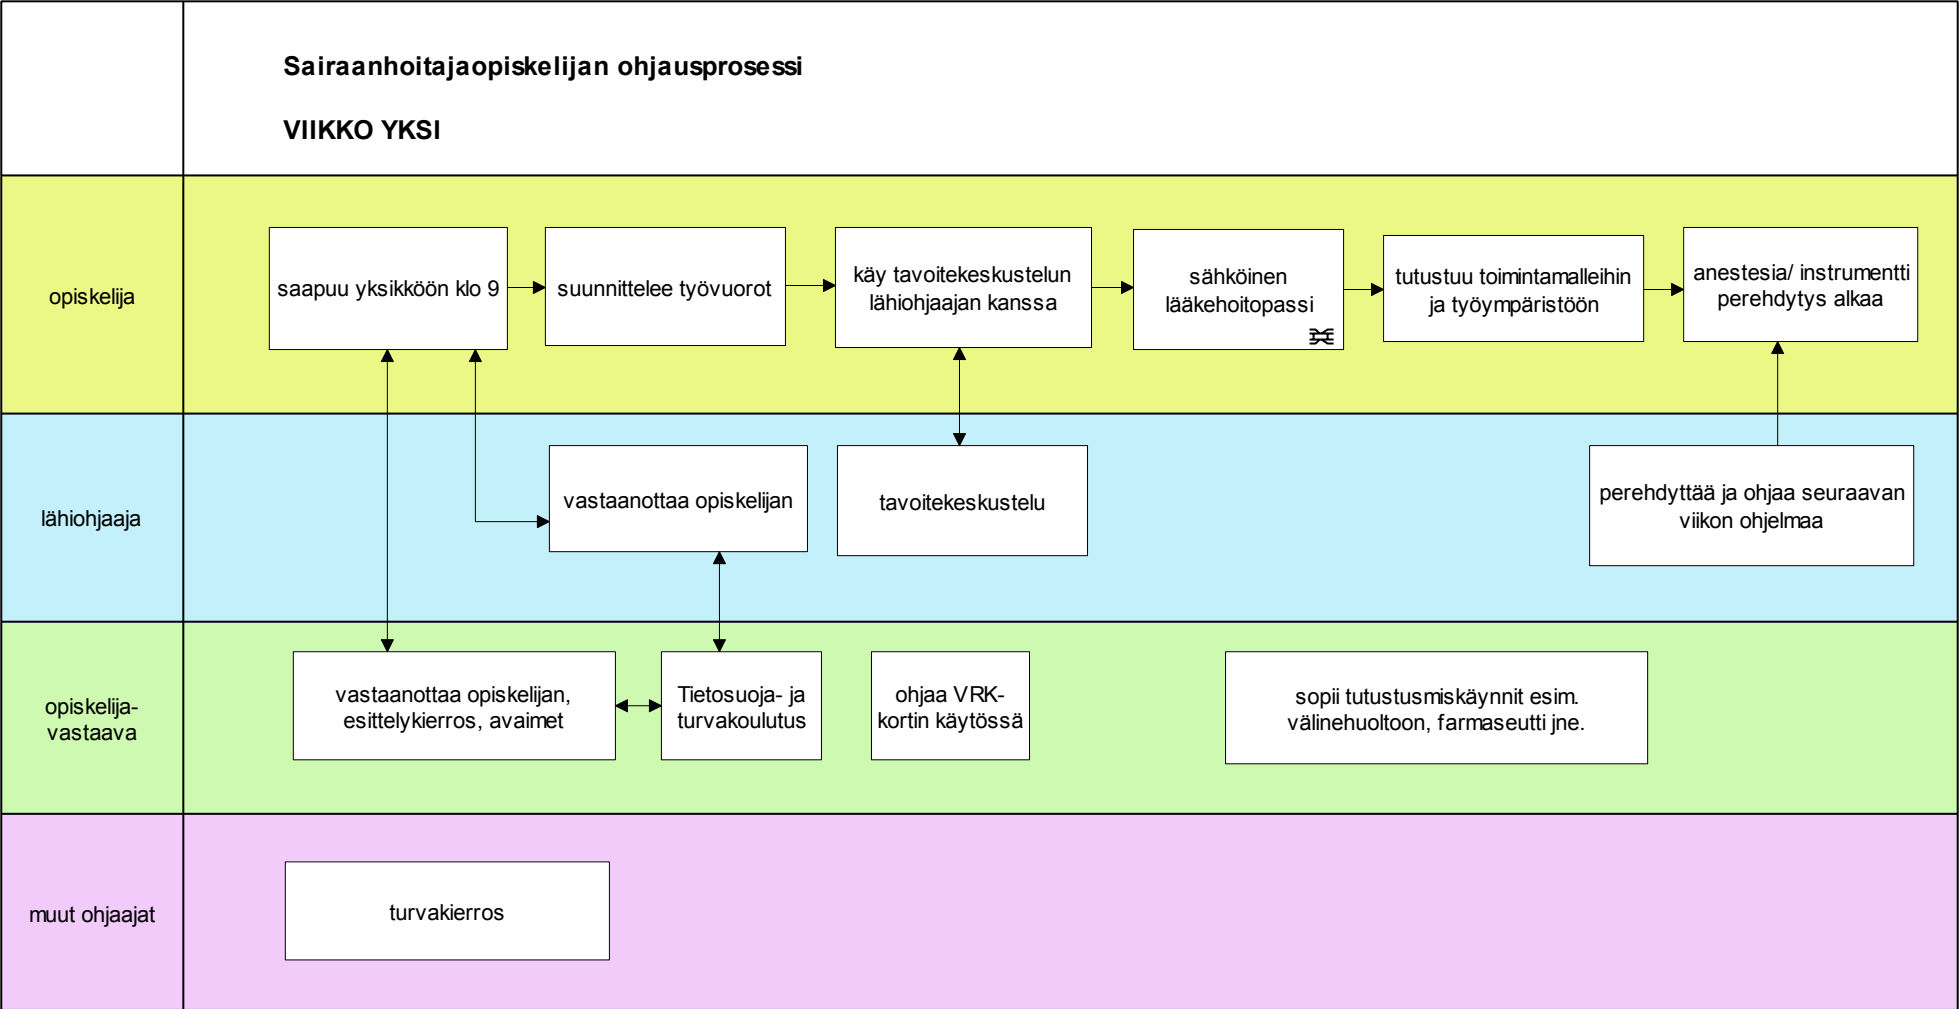 Sairaanhoitajaopiskelijan ohjausprosessi
VIIKKO YKSI
opiskelija
saapuu yksikköön klo 9
suunnittelee työvuorot
käy tavoitekeskustelun
lähiohjaajan kanssa
sähköinen
lääkehoitopassi
tutustuu toimintamalleihin
ja työympäristöön
anestesia/ instrumentti
perehdytys alkaa
lähiohjaaja
vastaanottaa opiskelijan
tavoitekeskustelu
perehdyttää ja ohjaa seuraavan
viikon ohjelmaa
opiskelija-
vastaava
vastaanottaa opiskelijan,
esittelykierros, avaimet
Tietosuoja- ja
turvakoulutus
ohjaa VRK-
kortin käytössä
sopii tutustusmiskäynnit esim.
välinehuoltoon, farmaseutti jne.
muut ohjaajat
turvakierros